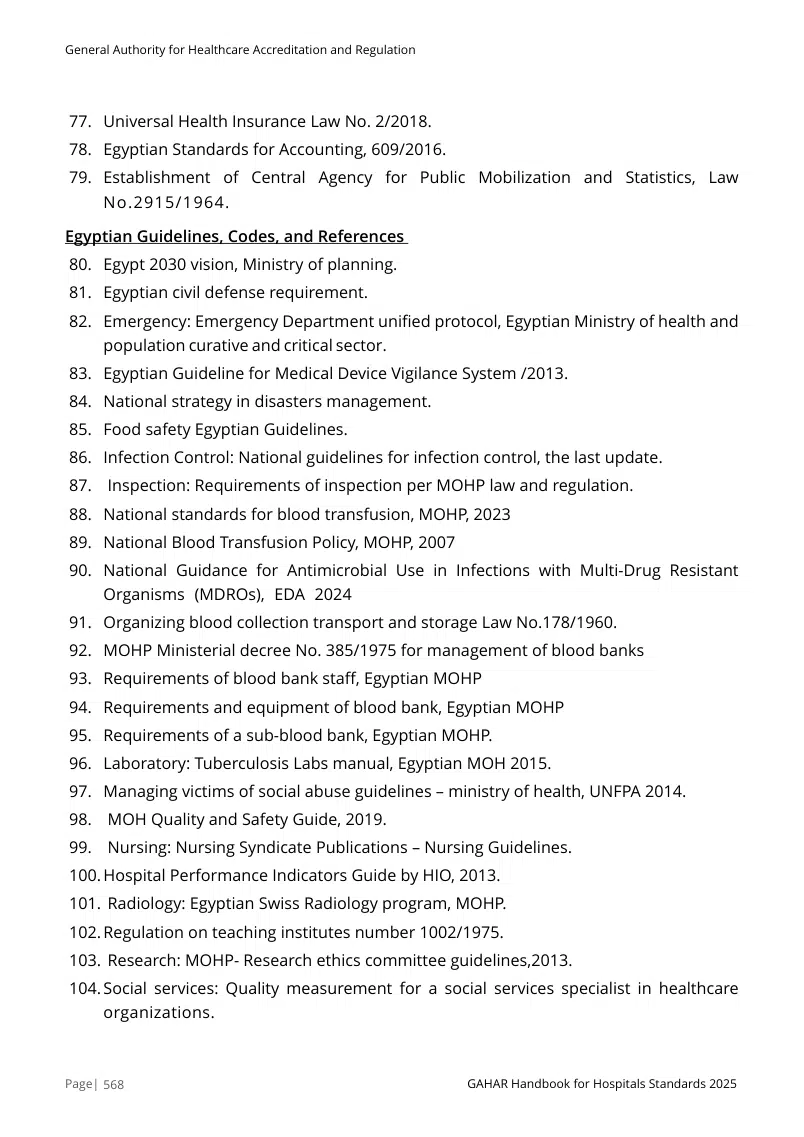 General Authority for Healthcare Accreditation and Regulation
77. Universal Health Insurance Law No. 2/2018.
78. Egyptian Standards for Accounting, 609/2016.
79. Establishment of Central Agency for Public Mobilization and Statistics, Law
No.2915/1964.
Egyptian Guidelines, Codes, and References
80. Egypt 2030 vision, Ministry of planning.
81. Egyptian civil defense requirement.
82. Emergency: Emergency Department unified protocol, Egyptian Ministry of health and
population curative and critical sector.
83. Egyptian Guideline for Medical Device Vigilance System /2013.
84. National strategy in disasters management.
85. Food safety Egyptian Guidelines.
86. Infection Control: National guidelines for infection control, the last update.
87. Inspection: Requirements of inspection per MOHP law and regulation.
88. National standards for blood transfusion, MOHP, 2023
89. National Blood Transfusion Policy, MOHP, 2007
90. National Guidance for Antimicrobial Use in Infections with Multi-Drug Resistant
Organisms (MDROs), EDA 2024
91. Organizing blood collection transport and storage Law No.178/1960.
92. MOHP Ministerial decree No. 385/1975 for management of blood banks
93. Requirements of blood bank staff, Egyptian MOHP
94. Requirements and equipment of blood bank, Egyptian MOHP
95. Requirements of a sub-blood bank, Egyptian MOHP.
96. Laboratory: Tuberculosis Labs manual, Egyptian MOH 2015.
97. Managing victims of social abuse guidelines – ministry of health, UNFPA 2014.
98. MOH Quality and Safety Guide, 2019.
99. Nursing: Nursing Syndicate Publications – Nursing Guidelines.
100. Hospital Performance Indicators Guide by HIO, 2013.
101. Radiology: Egyptian Swiss Radiology program, MOHP.
102. Regulation on teaching institutes number 1002/1975.
103. Research: MOHP- Research ethics committee guidelines,2013.
104. Social services: Quality measurement for a social services specialist in healthcare
organizations.
Page| 568 GAHAR Handbook for Hospitals Standards 2025